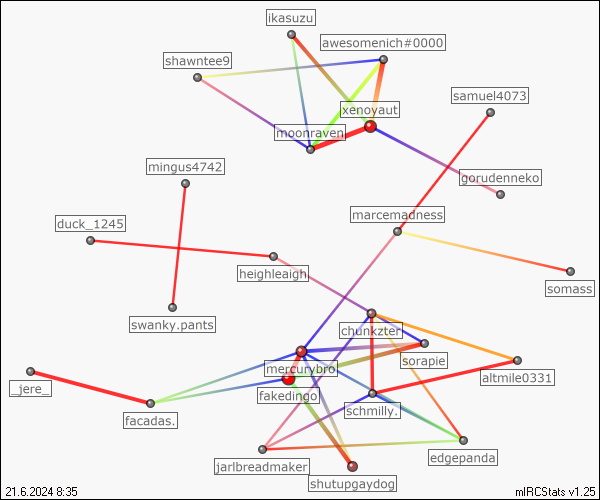 ikasuzu
awesomenich#0000
shawntee9
samuel4073
xenoyaut
moonraven
mingus4742
gorudenneko
marcemadness
duck_1245
heighleaigh
somass
swanky.pants
chunkzter
sorapie
mercurybro
altmile0331
_jere_
fakedingo!
schmilly.
facadas.
edgepanda
jarlbreadmaker
shutupgaydog
21.6.2024 8:35
mIRCStats v1.25